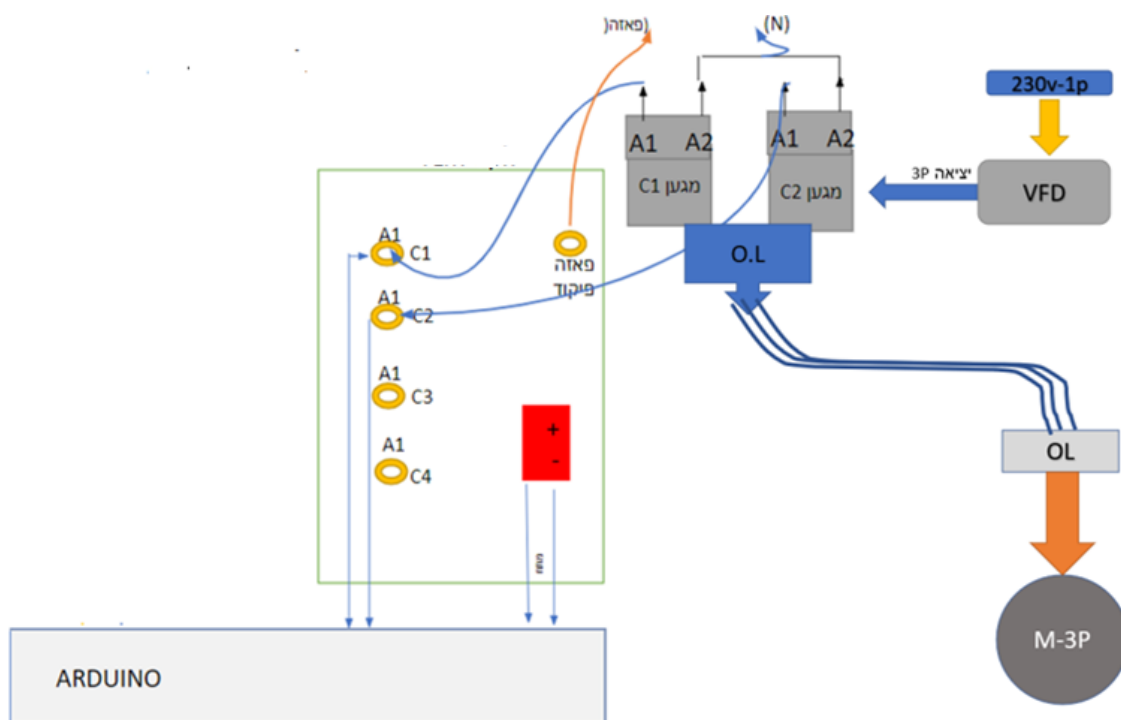 (פאזה(
(N)
230v-1p
A1 A2
A1 A2
מגען C1
מגען C2
יציאה 3P
VFD
A1
C1
פאזה
פיקוד
O.L
A1
C2
A1
C3
A1
C4
+
-
מתח
OL
M-3P
ARDUINO